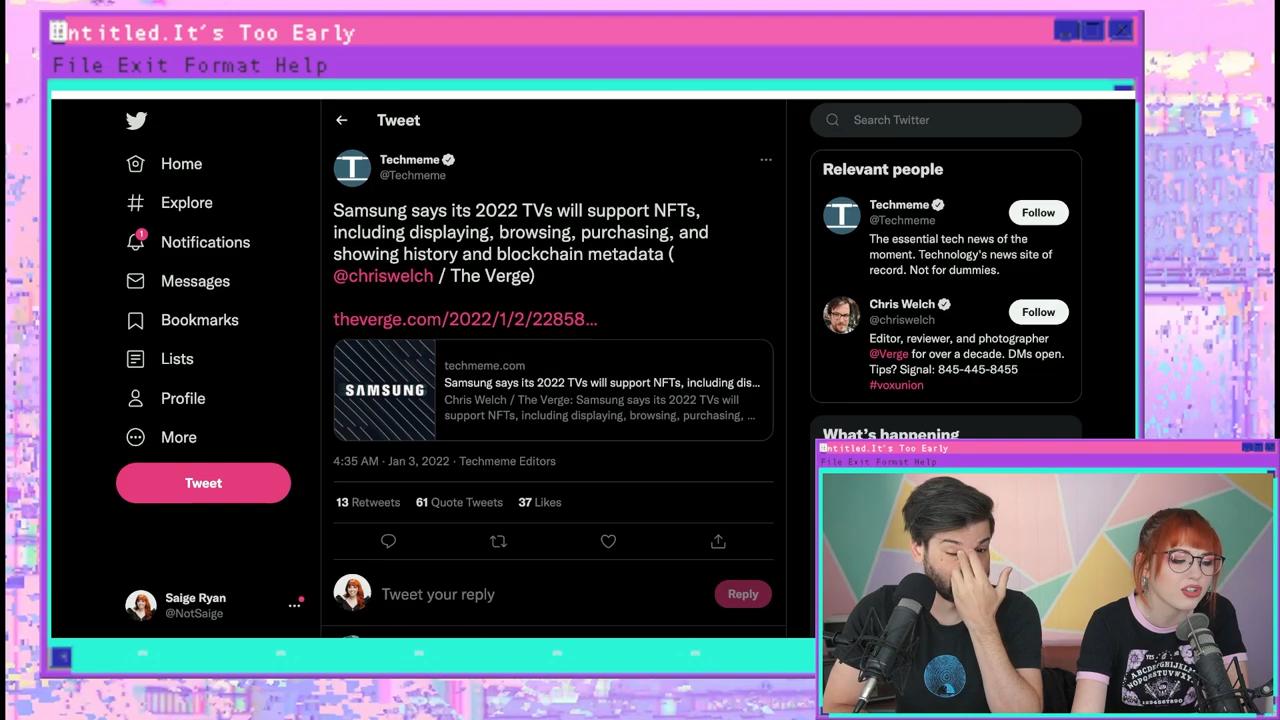 Untitled.It's Too Early
File Exit Format Help
Home
Explore
1
Notifications
Messages
Bookmarks
Lists
Profile
More
Tweet
Saige Ryan
@NotSaige
Tweet
Techmeme
@Techmeme
Samsung says its 2022 TVs will support NFTs,
including displaying, browsing, purchasing, and
showing history and blockchain metadata (
@chriswelch / The Verge)
theverge.com/2022/1/2/22858...
SAMSUNG
techmeme.com
Samsung says its 2022 TVs will support NFTs, including dis...
Chris Welch / The Verge: Samsung says its 2022 TVs will
support NFTs, including displaying, browsing, purchasing, ...
4:35 AM · Jan 3, 2022 · Techmeme Editors
13 Retweets 61 Quote Tweets 37 Likes
Tweet your reply
Reply
Search Twitter
Relevant people
Techmeme
@Techmeme
Follow
The essential tech news of the
moment. Technology's news site of
record. Not for dummies.
Chris Welch
@chriswelch
Follow
Editor, reviewer, and photographer
@Verge for over a decade. DMs open.
Tips? Signal: 845-445-8455
#voxunion
What's happening
Untitled.It's Too Early
File Exit Format Help